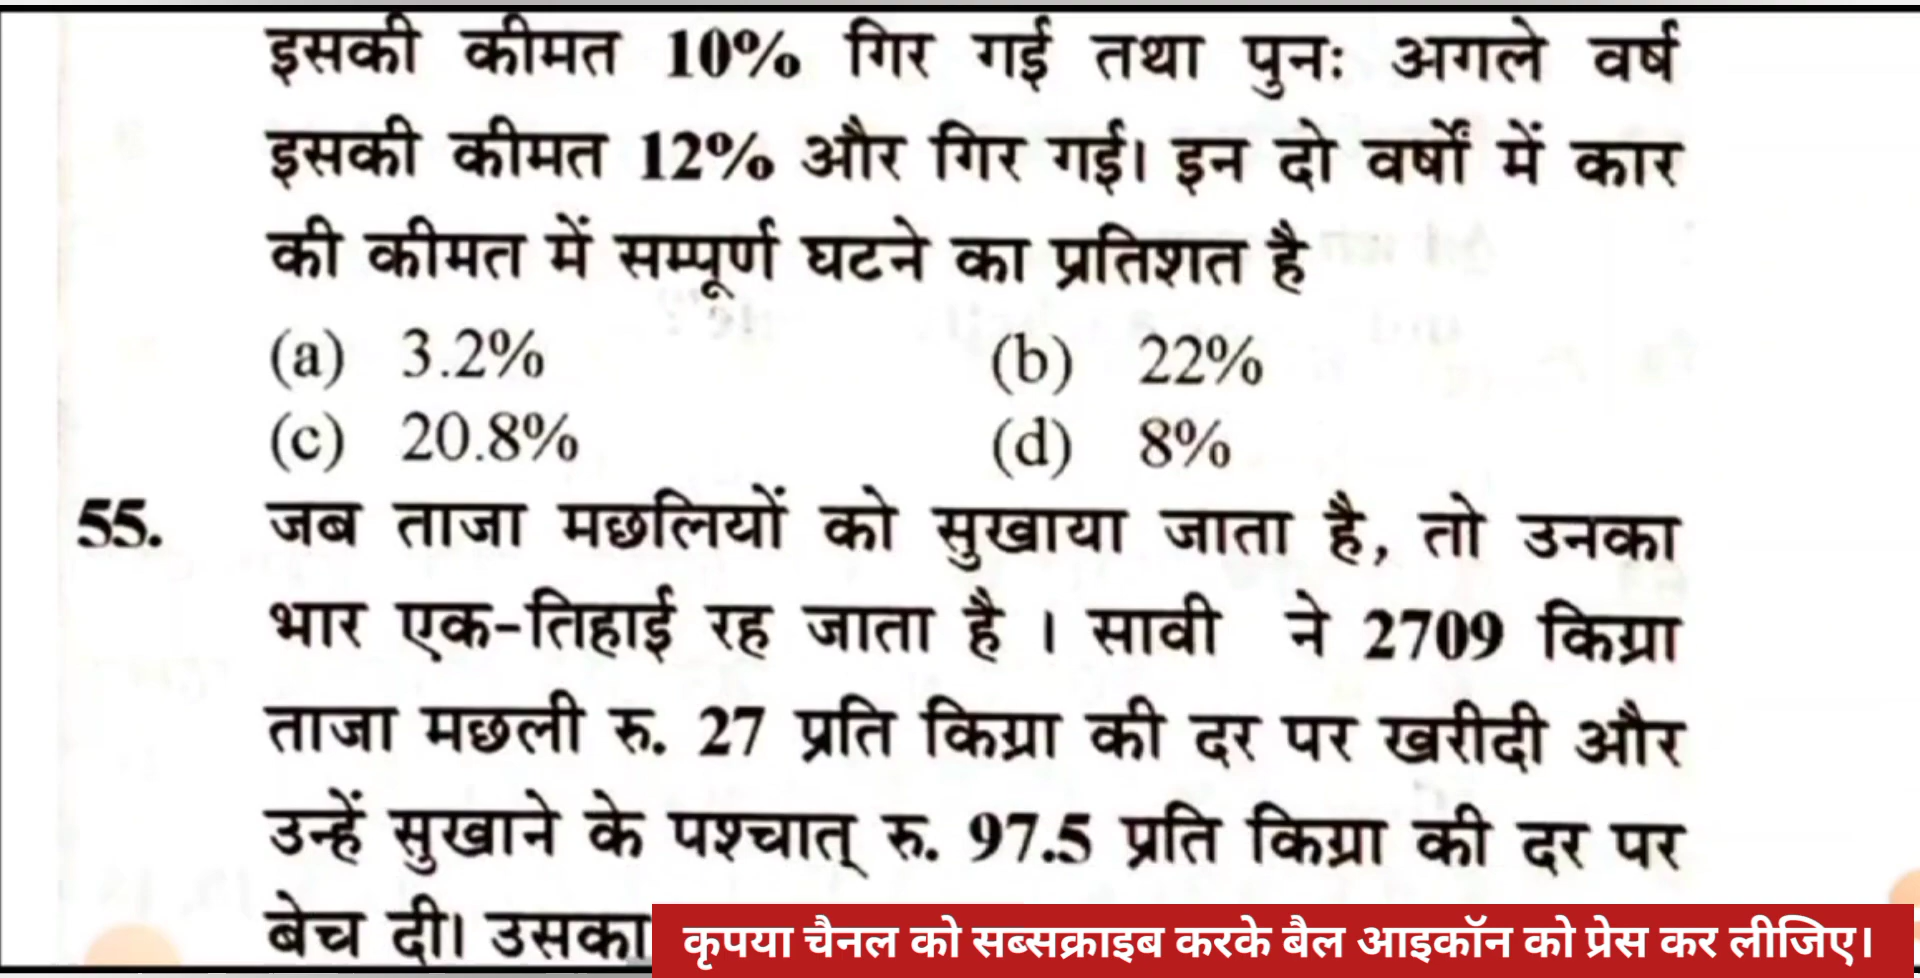 इसकी कीमत 10% गिर गई तथा पुनः अगले वर्ष
इसकी कीमत 12% और गिर गई। इन दो वर्षों में कार
की कीमत में सम्पूर्ण घटने का प्रतिशत है
(a) 3.2% (b) 22%
(c) 20.8% (d) 8%
55. जब ताजा मछलियों को सुखाया जाता है, तो उनका
भार एक-तिहाई रह जाता है । सावी ने 2709 किग्रा
ताजा मछली रु. 27 प्रति किग्रा की दर पर खरीदी और
उन्हें सुखाने के पश्चात् रु. 97.5 प्रति किग्रा की दर पर
बेच दी। उसका
कृपया चैनल को सब्सक्राइब करके बैल आइकॉन को प्रेस कर लीजिए।